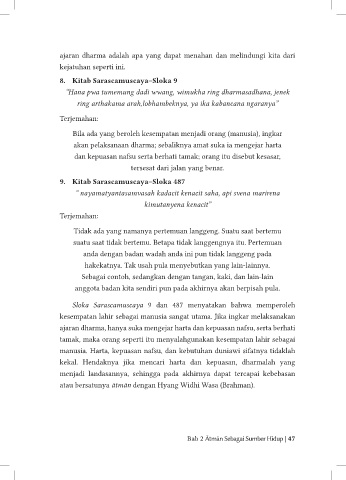 ajaran dharma adalah apa yang dapat menahan dan melindungi kita dari
kejatuhan seperti ini.
8. Kitab Sarascamuscaya–Sloka 9
“Hana pwa tumemung dadi wwang, wimukha ring dharmasadhana, jenek
ring arthakama arah,lobhambeknya, ya ika kabancana ngaranya”
Terjemahan:
Bila ada yang beroleh kesempatan menjadi orang (manusia), ingkar
akan pelaksanaan dharma; sebaliknya amat suka ia mengejar harta
dan kepuasan nafsu serta berhati tamak; orang itu disebut kesasar,
tersesat dari jalan yang benar.
9. Kitab Sarascamuscaya–Sloka 487
“ nayamatyantasamvasah kadacit kenacit saha, api svena marirena
kimutanyena kenacit”
Terjemahan:
Tidak ada yang namanya pertemuan langgeng. Suatu saat bertemu
suatu saat tidak bertemu. Betapa tidak langgengnya itu. Pertemuan
anda dengan badan wadah anda ini pun tidak langgeng pada
hakekatnya. Tak usah pula menyebutkan yang lain-lainnya.
Sebagai contoh, sedangkan dengan tangan, kaki, dan lain-lain
anggota badan kita sendiri pun pada akhirnya akan berpisah pula.
Sloka Sarascamuscaya 9 dan 487 menyatakan bahwa memperoleh
kesempatan lahir sebagai manusia sangat utama. Jika ingkar melaksanakan
ajaran dharma, hanya suka mengejar harta dan kepuasan nafsu, serta berhati
tamak, maka orang seperti itu menyalahgunakan kesempatan lahir sebagai
manusia. Harta, kepuasan nafsu, dan kebutuhan duniawi sifatnya tidaklah
kekal. Hendaknya jika mencari harta dan kepuasan, dharmalah yang
menjadi landasannya, sehingga pada akhirnya dapat tercapai kebebasan
atau bersatunya ātmān dengan Hyang Widhi Wasa (Brahman).
Bab 2 Ātmān Sebagai Sumber Hidup | 47